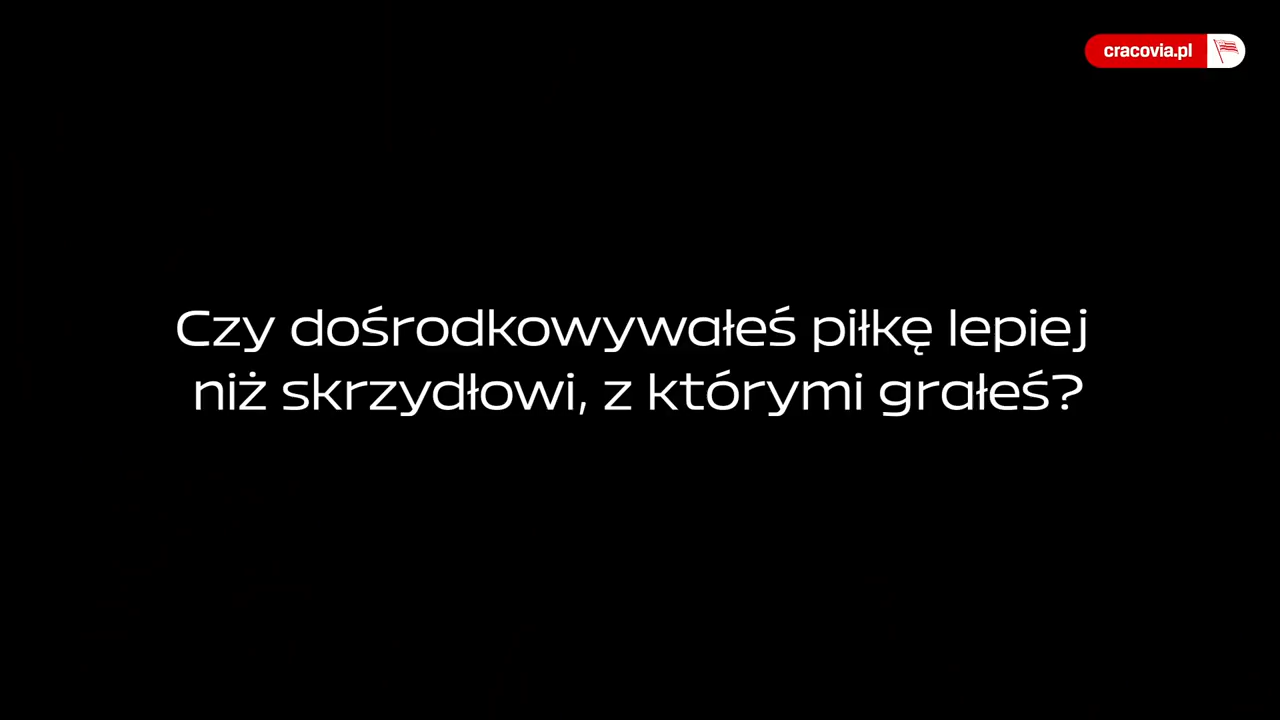 cracovia.pl
Czy dośrodkowywałeś piłkę lepiej
niż skrzydłowi, z którymi grałeś?